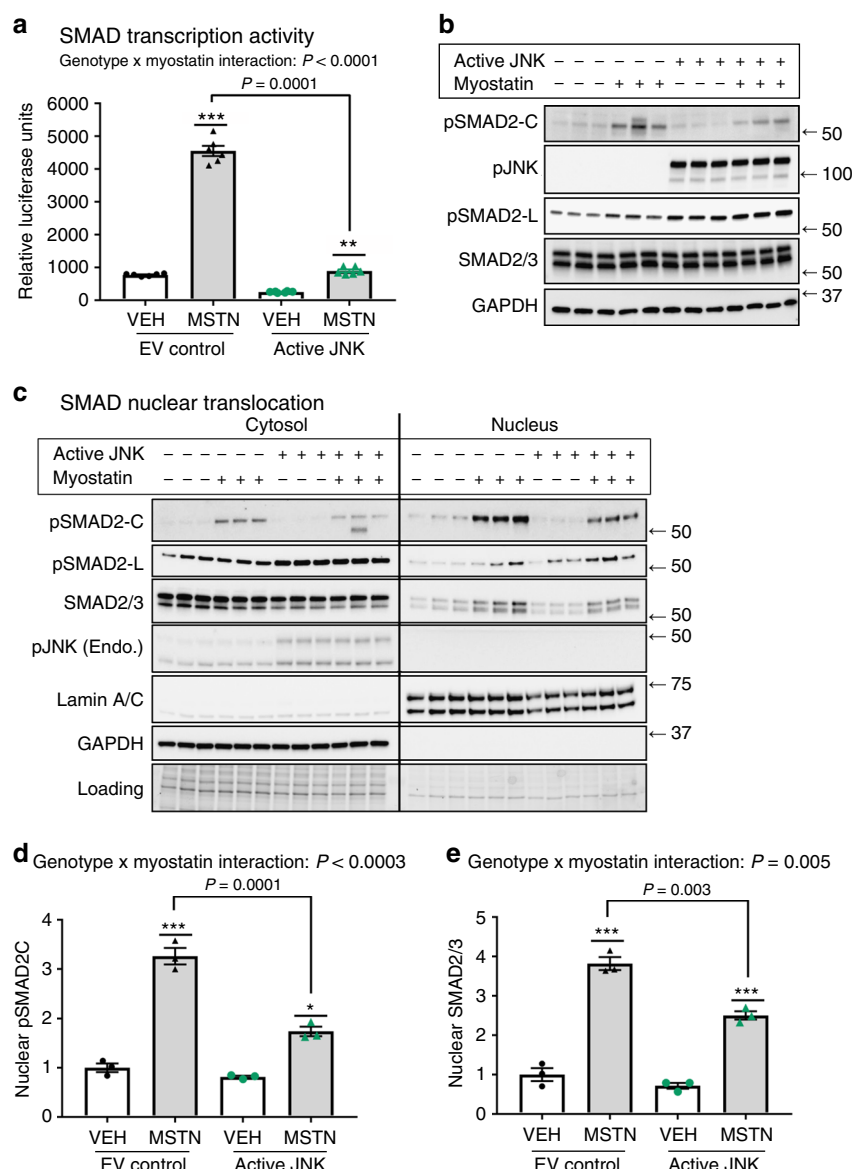 a
SMAD transcription activity
Genotype x myostatin interaction: P < 0.0001
P = 0.0001
Relative luciferase units
6000
5000
4000
3000
2000
1000
0
***
**
VEH MSTN VEH MSTN
EV control Active JNK
b
Active JNK – – – – – – + + + + + +
Myostatin – – – + + + – – – + + +
pSMAD2-C ← 50
pJNK ← 100
pSMAD2-L ← 50
SMAD2/3 ← 50
GAPDH ← 37
c
SMAD nuclear translocation
Cytosol Nucleus
Active JNK – – – – – – + + + + + + – – – – – – + + + + + +
Myostatin – – – + + + – – – + + + – – – + + + – – – + + +
pSMAD2-C ← 50
pSMAD2-L ← 50
SMAD2/3 ← 50
pJNK (Endo.) ← 50
Lamin A/C ← 75
GAPDH ← 37
Loading
d
Genotype x myostatin interaction: P < 0.0003
P = 0.0001
Nuclear pSMAD2C
4
3
2
1
0
***
*
VEH MSTN VEH MSTN
EV control Active JNK
e
Genotype x myostatin interaction: P = 0.005
P = 0.003
Nuclear SMAD2/3
5
4
3
2
1
0
***
***
VEH MSTN VEH MSTN
EV control Active JNK